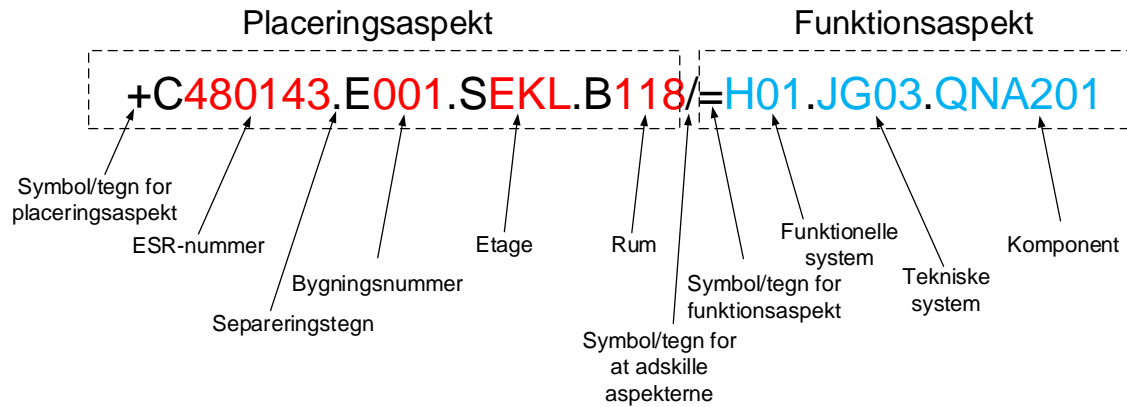 Placeringsaspekt
Funktionsaspekt
+C480143.E001.SEKL.B118/=H01.JG03.QNA201
Symbol/tegn for
placeringsaspekt
ESR-nummer
Separeringstegn
Bygningsnummer
Etage
Rum
Symbol/tegn for
at adskille
aspekterne
Symbol/tegn for
funktionsaspekt
Funktionelle
system
Tekniske
system
Komponent